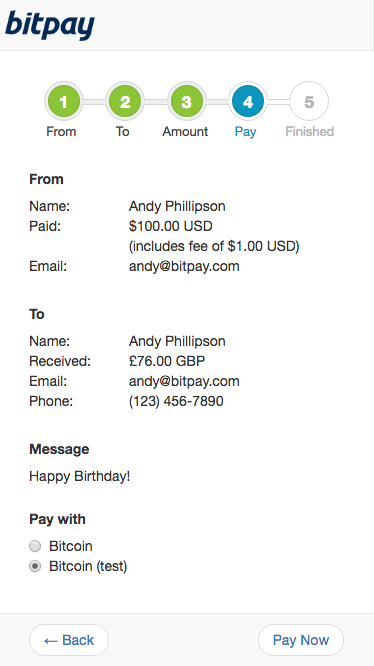 bitpay
1 2 3 4 5
From To Amount Pay Finished
From
Name: Andy Phillipson
Paid: $100.00 USD
(includes fee of $1.00 USD)
Email: andy@bitpay.com
To
Name: Andy Phillipson
Received: £76.00 GBP
Email: andy@bitpay.com
Phone: (123) 456-7890
Message
Happy Birthday!
Pay with
Bitcoin
Bitcoin (test)
← Back Pay Now